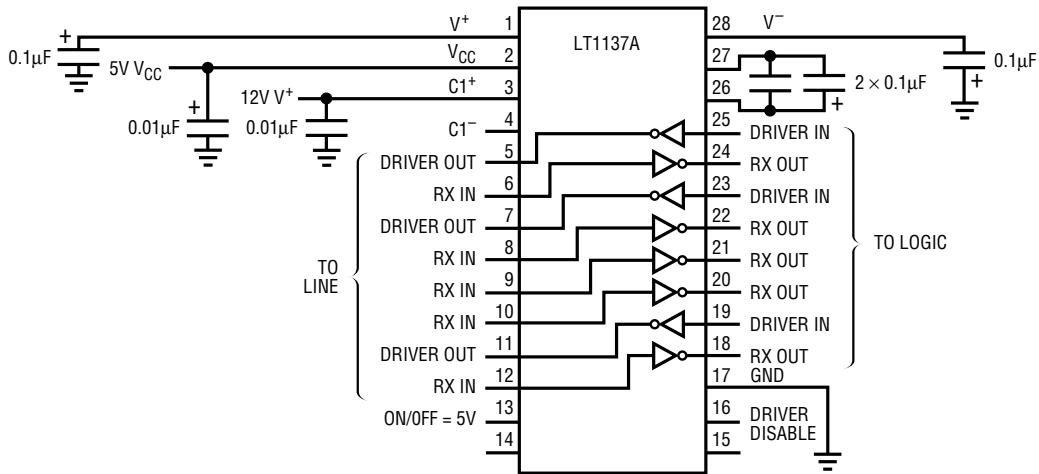 LT1137A
V+ 1
0.1µF +
VCC 2
5V VCC
C1+ 3
12V V+
+
0.01µF
0.01µF
C1− 4
DRIVER OUT 5
RX IN 6
DRIVER OUT 7
RX IN 8
RX IN 9
RX IN 10
DRIVER OUT 11
RX IN 12
ON/OFF = 5V 13
14
TO
LINE
28 V−
0.1µF
+
27
2 × 0.1µF
+
26
25 DRIVER IN
24 RX OUT
23 DRIVER IN
22 RX OUT
21 RX OUT
20 RX OUT
19 DRIVER IN
18 RX OUT
17 GND
16 DRIVER
DISABLE
15
TO LOGIC